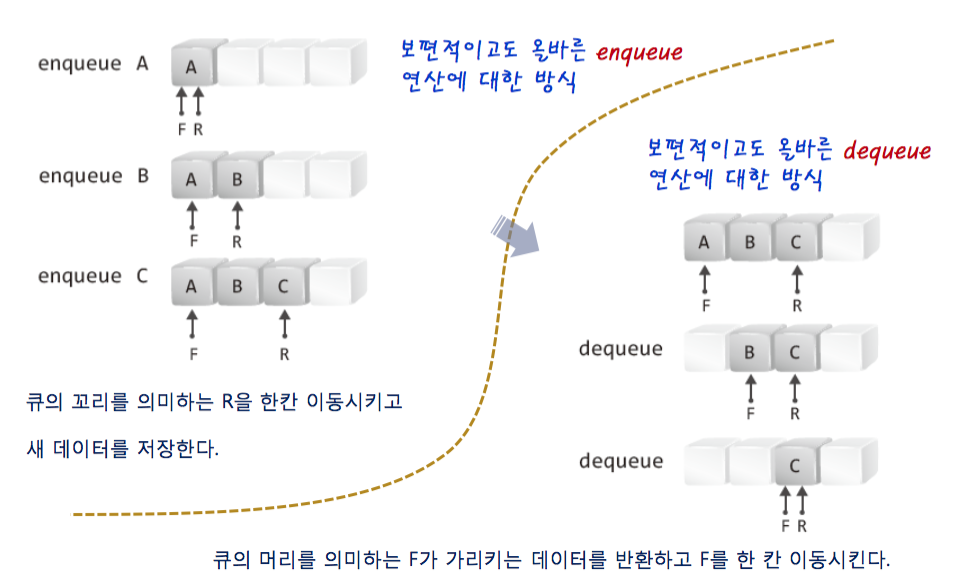 enqueue A
A
F R
보편적이고도 올바른 enqueue
연산에 대한 방식
enqueue B
A B
F R
enqueue C
A B C
F R
큐의 꼬리를 의미하는 R을 한칸 이동시키고
새 데이터를 저장한다.
보편적이고도 올바른 dequeue
연산에 대한 방식
A B C
F R
dequeue
B C
F R
dequeue
C
F R
큐의 머리를 의미하는 F가 가리키는 데이터를 반환하고 F를 한 칸 이동시킨다.